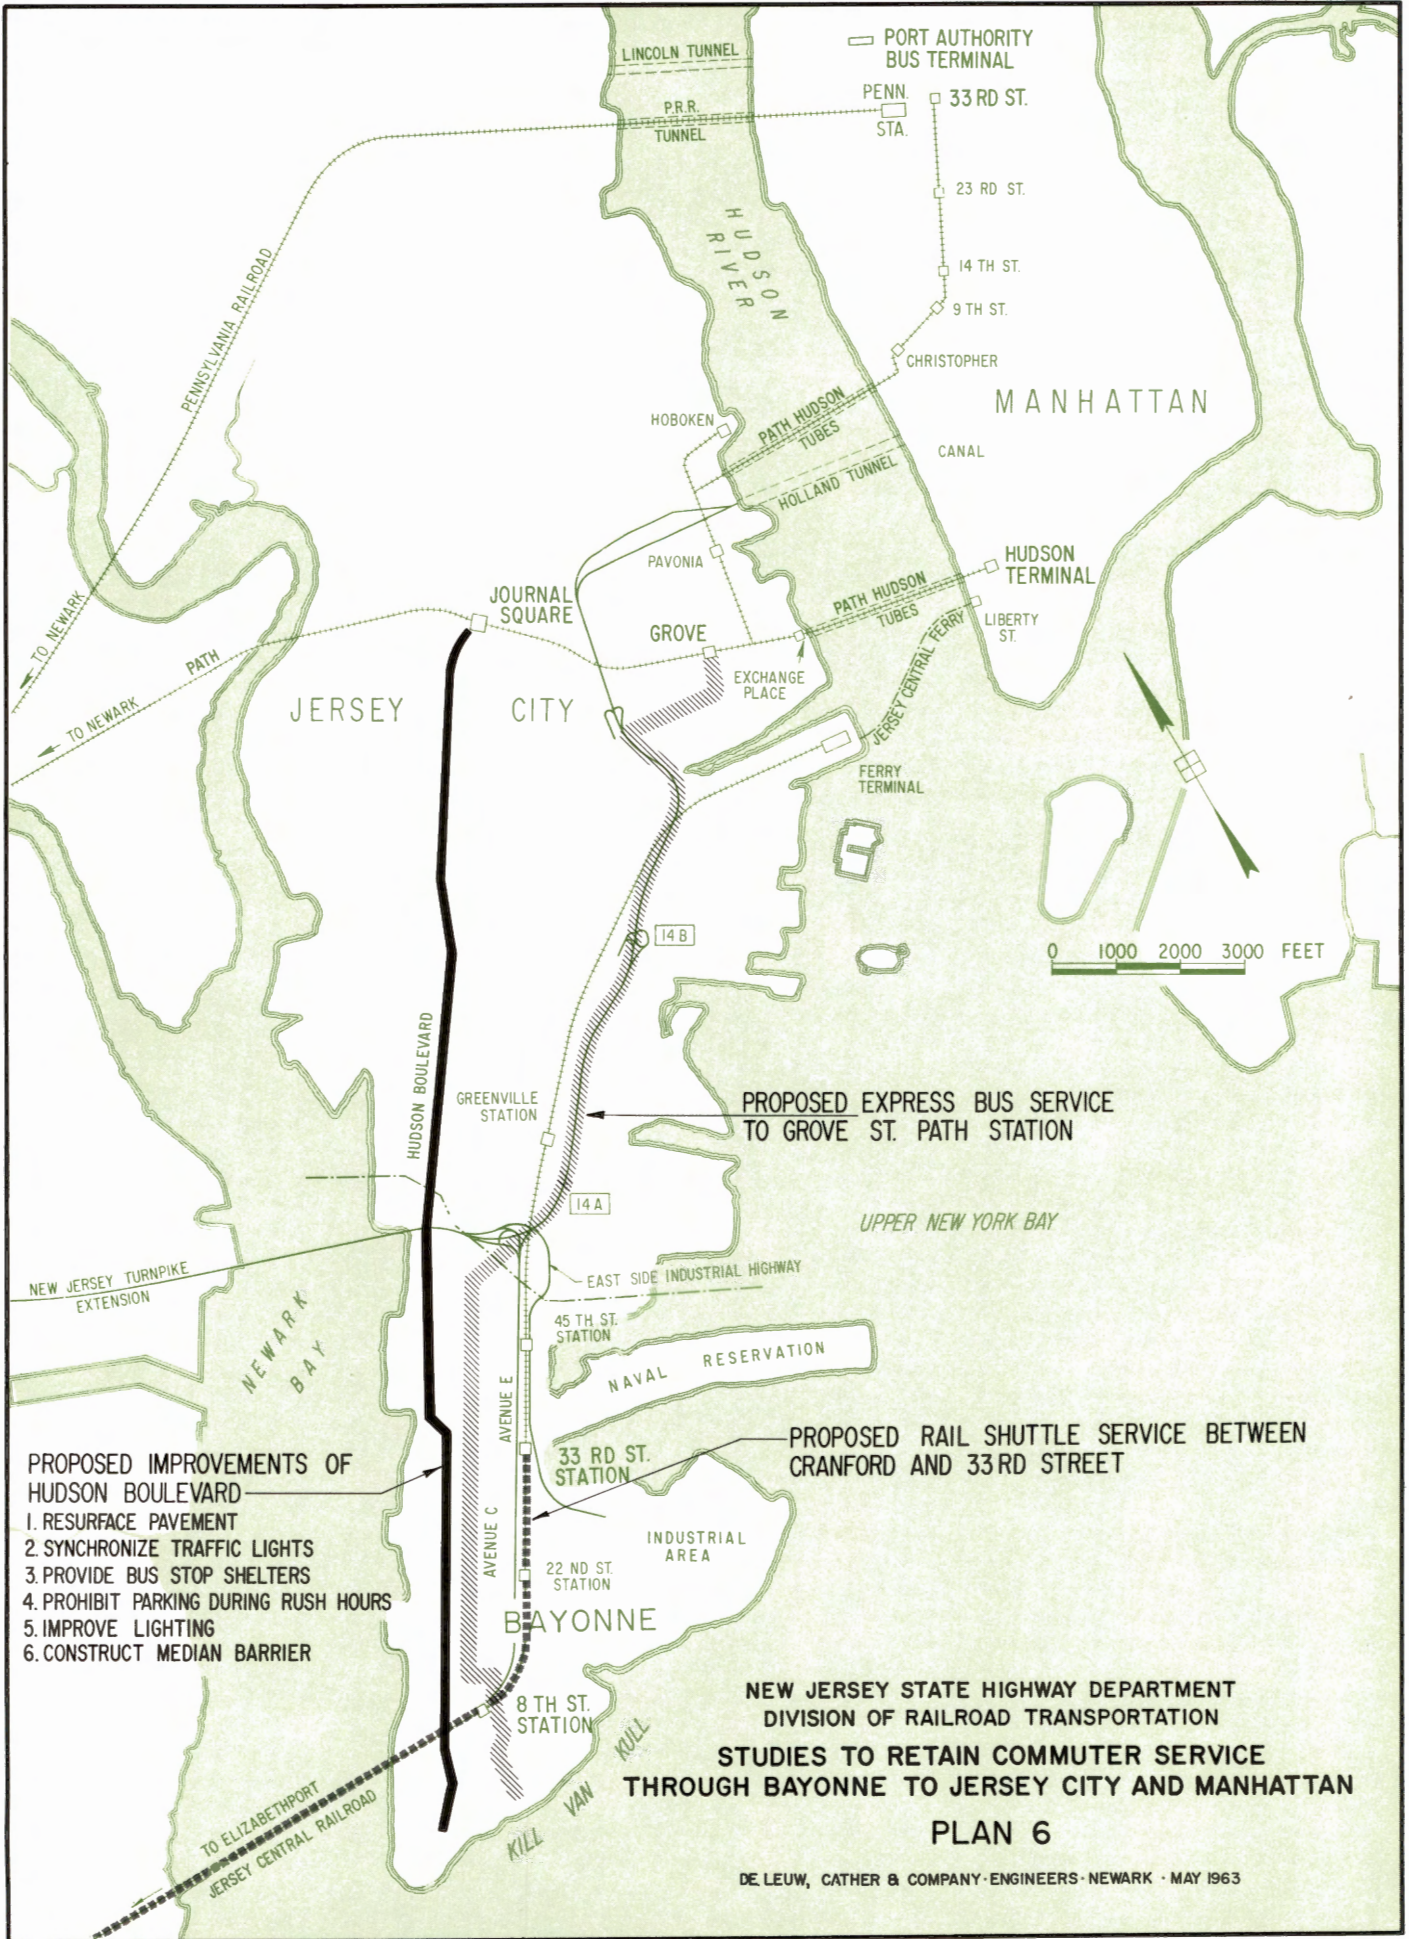 LINCOLN TUNNEL
PORT AUTHORITY
BUS TERMINAL
P.R.R.
TUNNEL
PENN.
STA.
33 RD ST.
23 RD ST.
HUDSON
RIVER
14 TH ST.
9 TH ST.
PENNSYLVANIA RAILROAD
CHRISTOPHER
MANHATTAN
HOBOKEN
PATH HUDSON
TUBES
CANAL
HOLLAND TUNNEL
PAVONIA
HUDSON
TERMINAL
JOURNAL
SQUARE
PATH HUDSON
TUBES
LIBERTY
ST.
GROVE
TO NEWARK
PATH
EXCHANGE
PLACE
JERSEY CENTRAL FERRY
JERSEY CITY
TO NEWARK
FERRY
TERMINAL
14 B
0 1000 2000 3000 FEET
HUDSON BOULEVARD
GREENVILLE
STATION
PROPOSED EXPRESS BUS SERVICE
TO GROVE ST. PATH STATION
14 A
UPPER NEW YORK BAY
NEW JERSEY TURNPIKE
EXTENSION
EAST SIDE INDUSTRIAL HIGHWAY
NEWARK
BAY
45 TH ST.
STATION
NAVAL RESERVATION
AVENUE E
33 RD ST.
STATION
PROPOSED RAIL SHUTTLE SERVICE BETWEEN
CRANFORD AND 33 RD STREET
PROPOSED IMPROVEMENTS OF
HUDSON BOULEVARD
1. RESURFACE PAVEMENT
2. SYNCHRONIZE TRAFFIC LIGHTS
3. PROVIDE BUS STOP SHELTERS
4. PROHIBIT PARKING DURING RUSH HOURS
5. IMPROVE LIGHTING
6. CONSTRUCT MEDIAN BARRIER
AVENUE C
INDUSTRIAL
AREA
22 ND ST.
STATION
BAYONNE
8 TH ST.
STATION
KILL VAN KULL
TO ELIZABETHPORT
JERSEY CENTRAL RAILROAD
NEW JERSEY STATE HIGHWAY DEPARTMENT
DIVISION OF RAILROAD TRANSPORTATION
STUDIES TO RETAIN COMMUTER SERVICE
THROUGH BAYONNE TO JERSEY CITY AND MANHATTAN
PLAN 6
DE LEUW, CATHER & COMPANY · ENGINEERS · NEWARK · MAY 1963